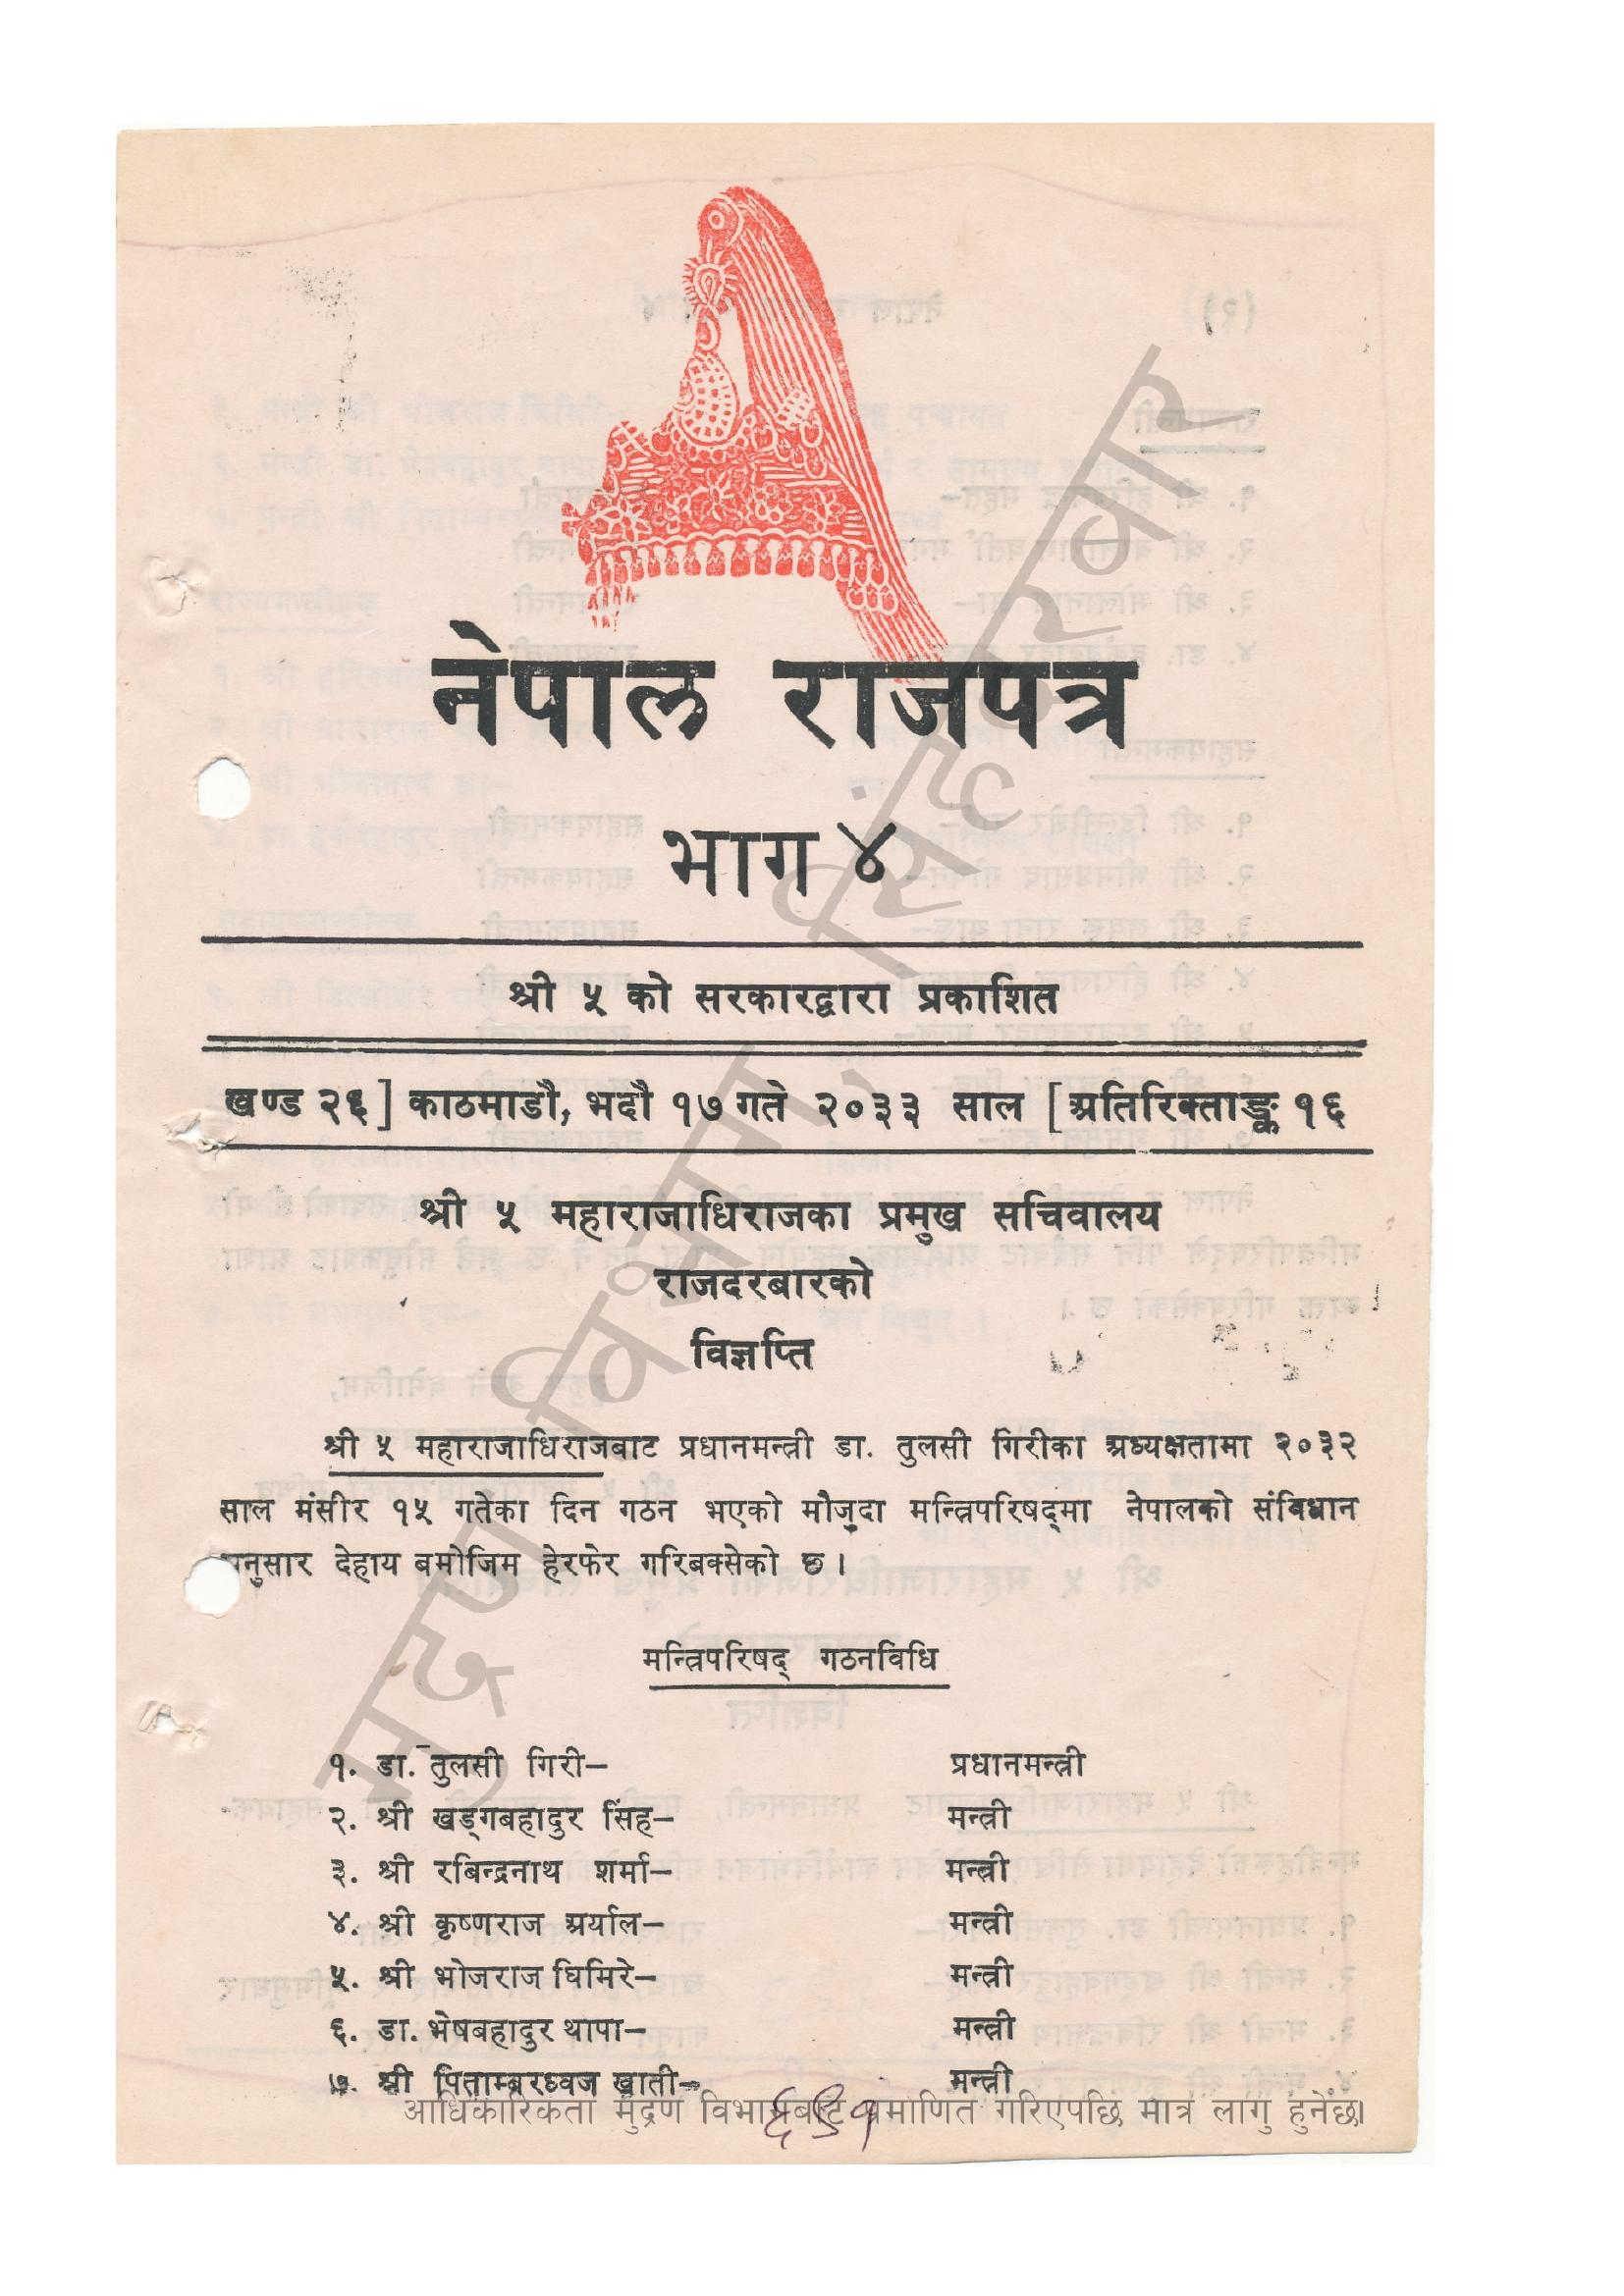 नेपाल राजपत्र
भाग ४
श्री ५ को सरकारद्वारा प्रकाशित
खण्ड २६] काठमाडौं, भदौ १७ गते २०३३ साल [अतिरिक्ताङ्क १६
श्री ५ महाराजाधिराजका प्रमुख सचिवालय
राजदरबारको
विज्ञप्ति
श्री ५ महाराजाधिराजबाट प्रधानमन्त्री डा. तुलसी गिरीका अध्यक्षतामा २०३२
साल मंसीर १५ गतेका दिन गठन भएको मौजुदा मन्त्रिपरिषद्‌मा नेपालको संविधान
अनुसार देहाय बमोजिम हेरफेर गरिबक्सेको छ ।
मन्त्रिपरिषद् गठनविधि
१. डा. तुलसी गिरी– प्रधानमन्त्री
२. श्री खड्गबहादुर सिंह– मन्त्री
३. श्री रबिन्द्रनाथ शर्मा– मन्त्री
४. श्री कृष्णराज अर्याल– मन्त्री
५. श्री भोजराज घिमिरे– मन्त्री
६. डा. भेषबहादुर थापा– मन्त्री
७. श्री पिताम्बरध्वज खाती– मन्त्री
आधिकारिकता मुद्रण विभागबाट प्रमाणित गरिएपछि मात्र लागु हुनेछ।
मुद्रण विभाग, सिंहदरबार